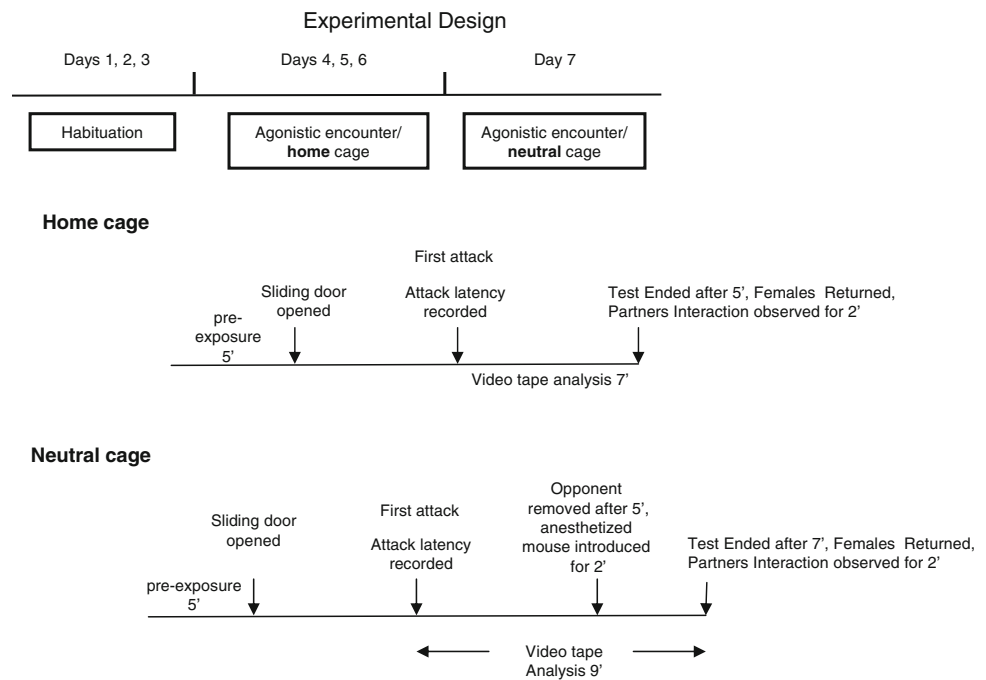 Experimental Design
Days 1, 2, 3
Days 4, 5, 6
Day 7
Habituation
Agonistic encounter/
home cage
Agonistic encounter/
neutral cage
Home cage
pre-
exposure
5’
Sliding door
opened
First attack
Attack latency
recorded
Test Ended after 5’, Females Returned,
Partners Interaction observed for 2’
Video tape analysis 7’
Neutral cage
pre-exposure
5’
Sliding door
opened
First attack
Attack latency
recorded
Opponent
removed after 5’,
anesthetized
mouse introduced
for 2’
Test Ended after 7’, Females Returned,
Partners Interaction observed for 2’
Video tape
Analysis 9’